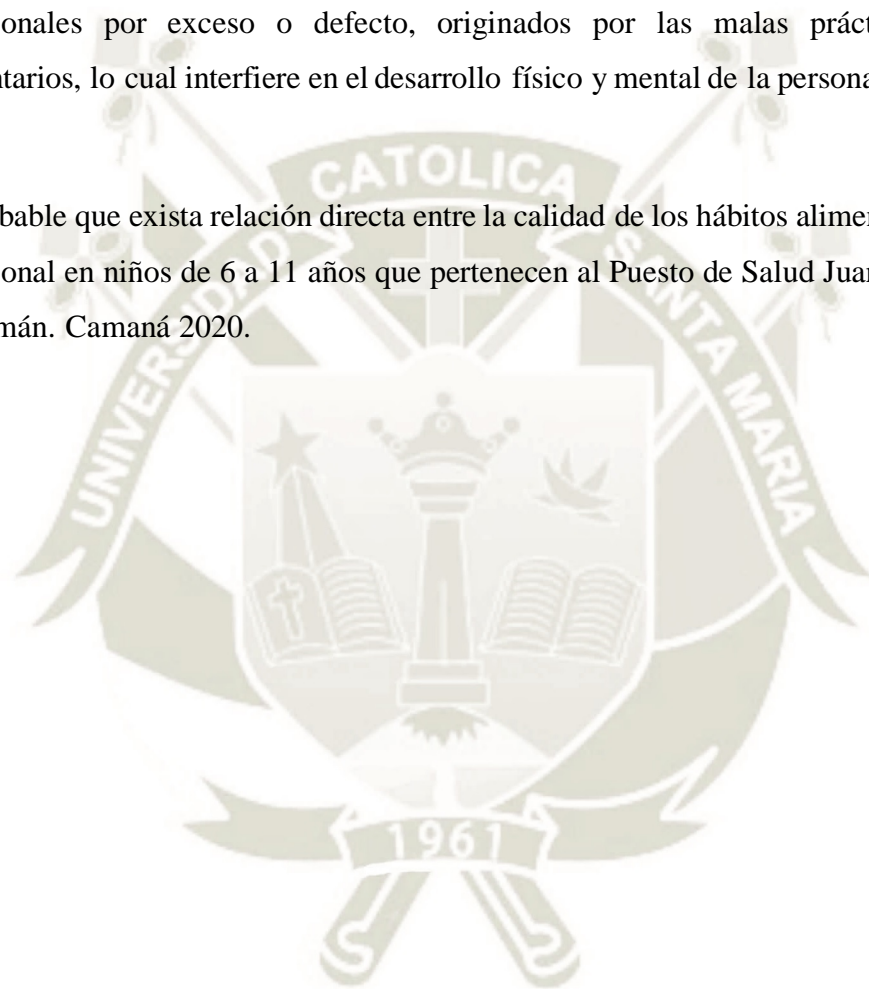 onales por exceso o defecto, originados por las malas práct
ntarios, lo cual interfiere en el desarrollo físico y mental de la persona
bable que exista relación directa entre la calidad de los hábitos alimen
onal en niños de 6 a 11 años que pertenecen al Puesto de Salud Juan
mán. Camaná 2020.
UNIVERSIDAD CATOLICA SANTA MARIA
1961